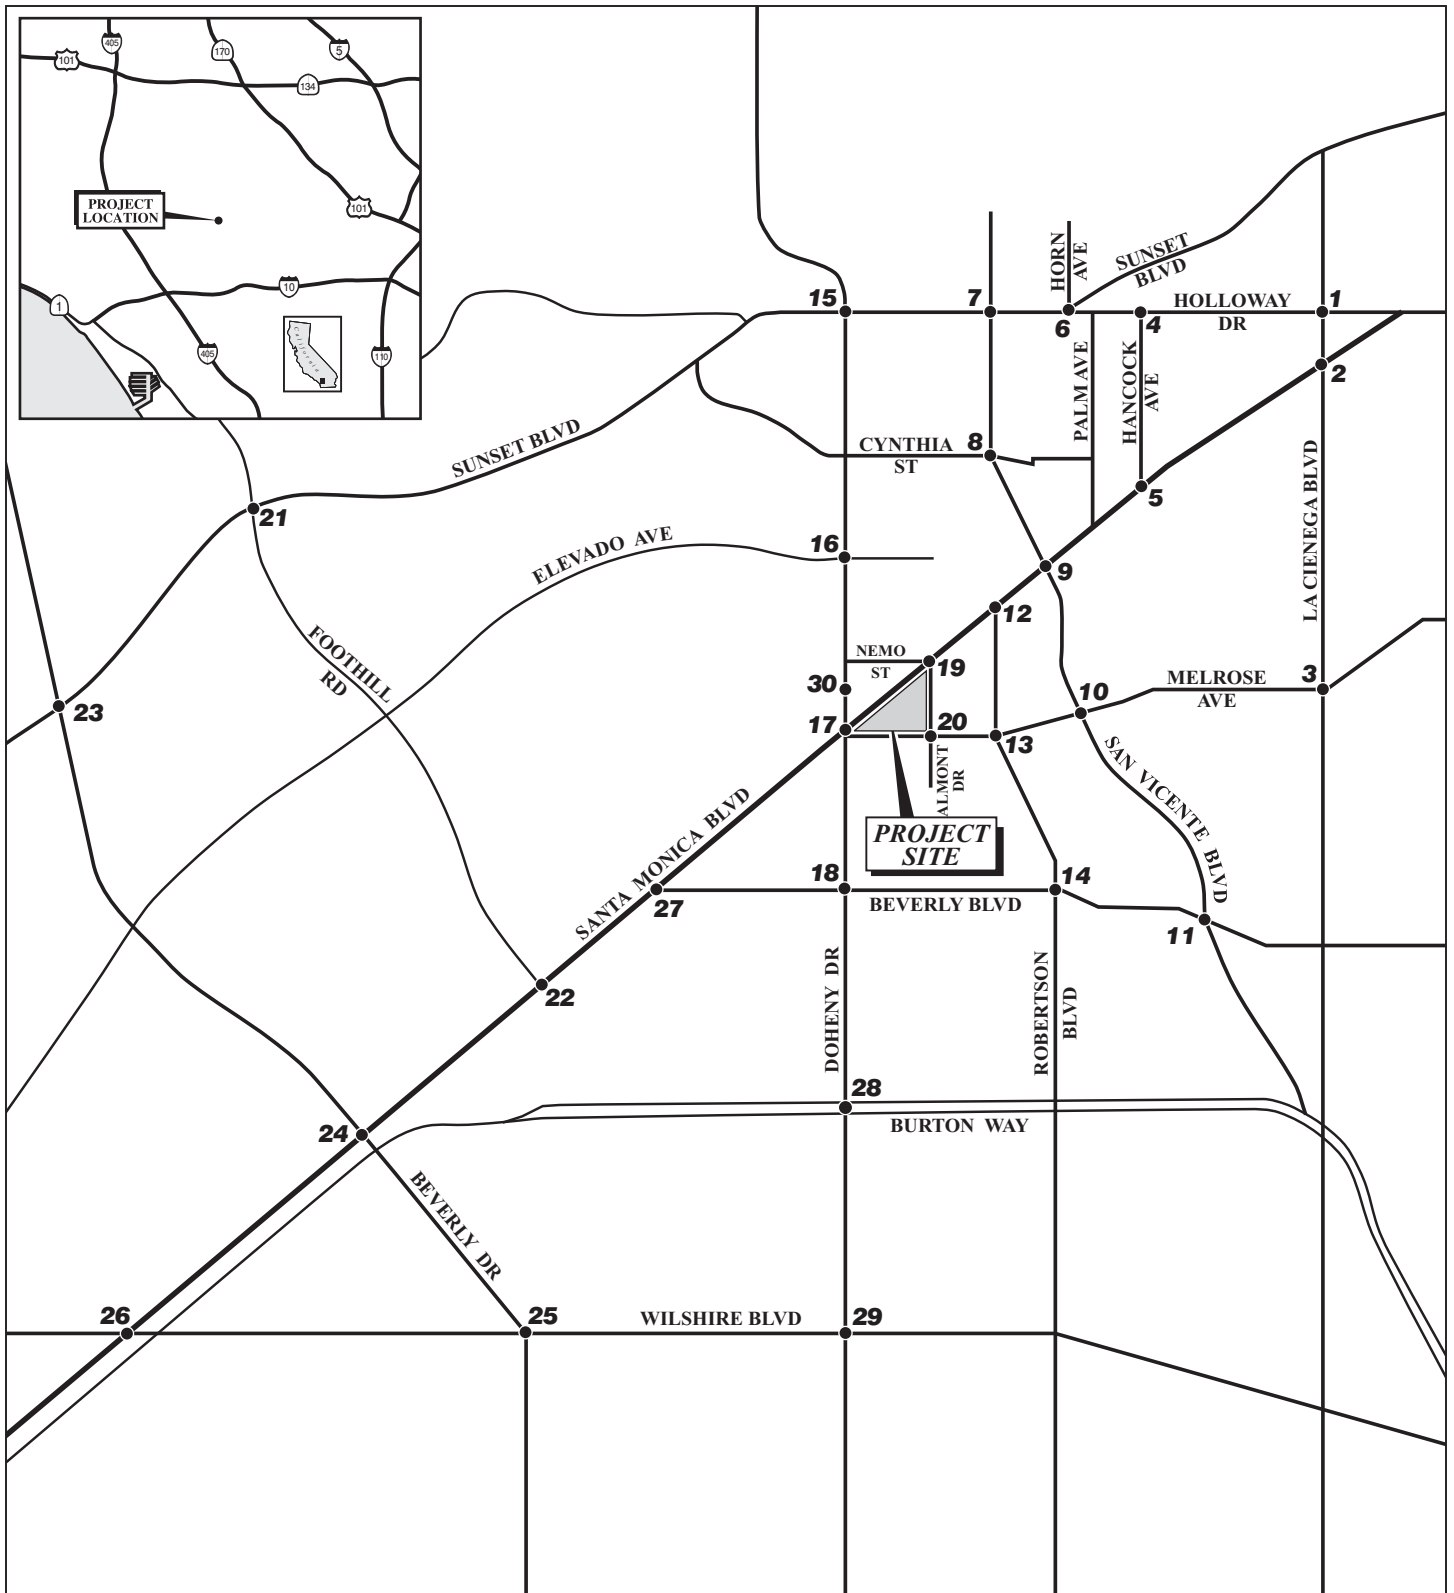 405
170
5
101
134
PROJECT
LOCATION
101
10
1
405
California
110
HORN
AVE
SUNSET
BLVD
15
7
6
4
HOLLOWAY
DR
1
2
PALM AVE
HANCOCK
AVE
SUNSET BLVD
CYNTHIA
ST
8
5
LA CIENEGA BLVD
21
ELEVADO AVE
16
9
12
FOOTHILL
RD
NEMO
ST
19
30
10
MELROSE
AVE
3
23
17
20
13
ALMONT
DR
SAN VICENTE BLVD
PROJECT
SITE
SANTA MONICA BLVD
27
18
BEVERLY BLVD
14
11
22
DOHENY DR
ROBERTSON
BLVD
28
BURTON WAY
24
BEVERLY DR
26
25
WILSHIRE BLVD
29